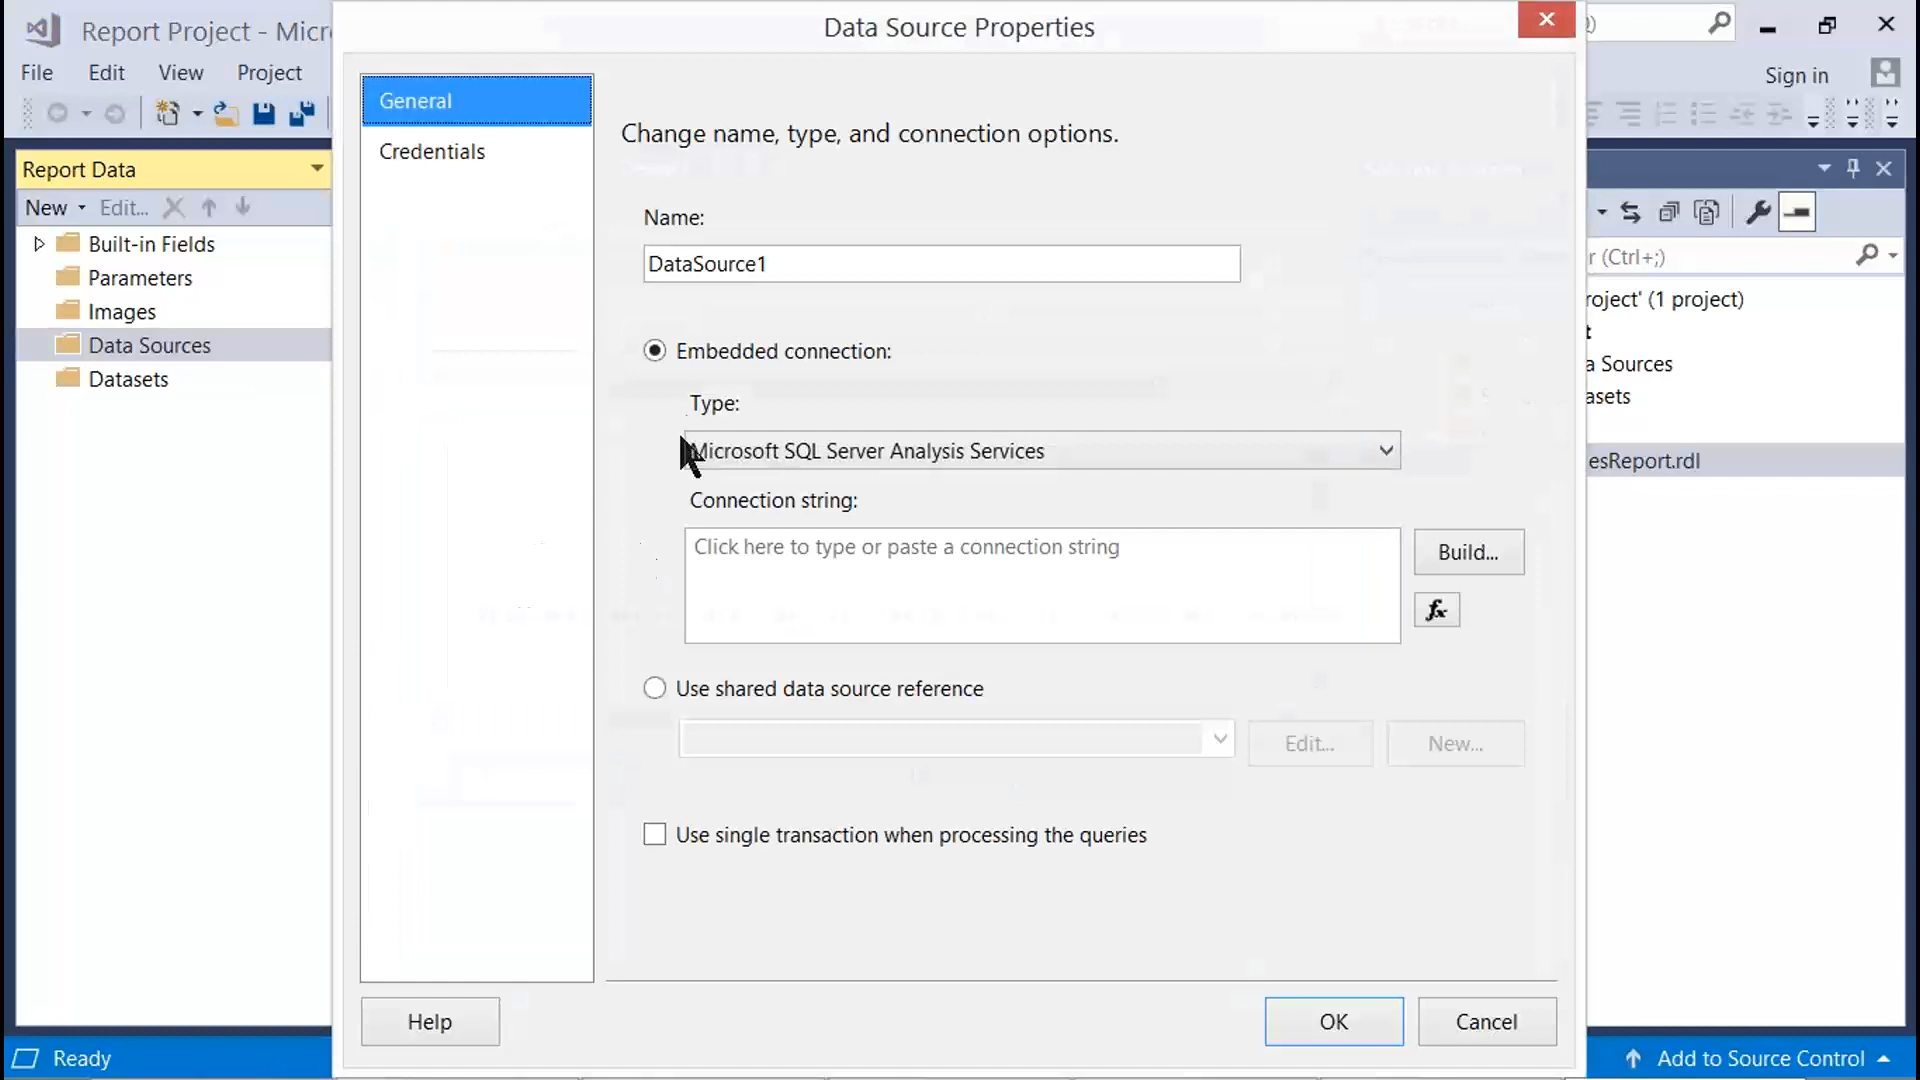 Report Project - Micr
Data Source Properties
File Edit View Project
Sign in
General
Credentials
Change name, type, and connection options.
Report Data
New Edit...
Built-in Fields
Parameters
Images
Data Sources
Datasets
Name:
DataSource1
Embedded connection:
Type:
Microsoft SQL Server Analysis Services
Connection string:
Click here to type or paste a connection string
Build...
fx
Use shared data source reference
Edit...
New...
Use single transaction when processing the queries
r (Ctrl+;)
roject' (1 project)
t
a Sources
asets
esReport.rdl
Help
OK
Cancel
Ready
Add to Source Control